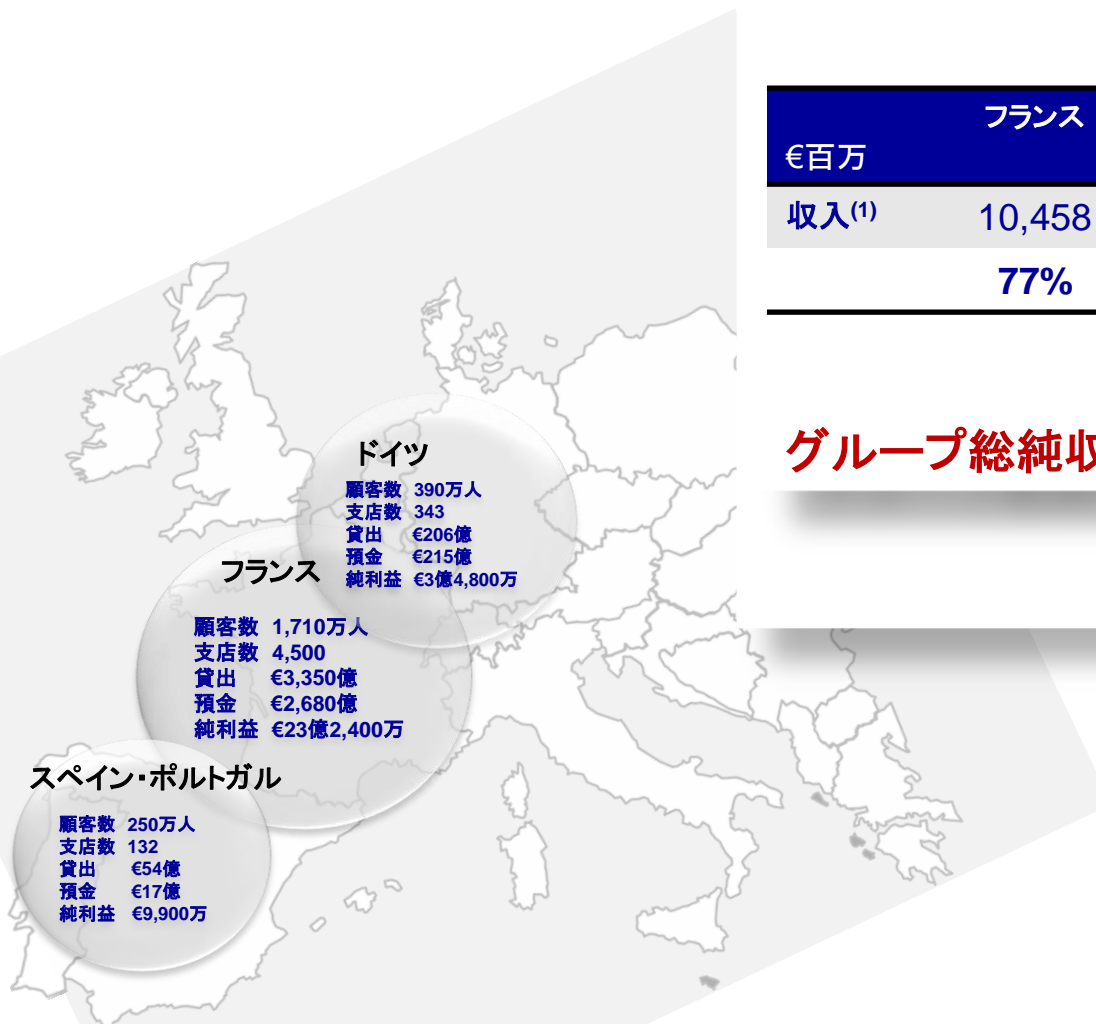 フランス
€百万
収入(1) 10,458
77%
グループ総純収
ドイツ
顧客数 390万人
支店数 343
貸出 €206億
預金 €215億
純利益 €3億4,800万
フランス
顧客数 1,710万人
支店数 4,500
貸出 €3,350億
預金 €2,680億
純利益 €23億2,400万
スペイン・ポルトガル
顧客数 250万人
支店数 132
貸出 €54億
預金 €17億
純利益 €9,900万